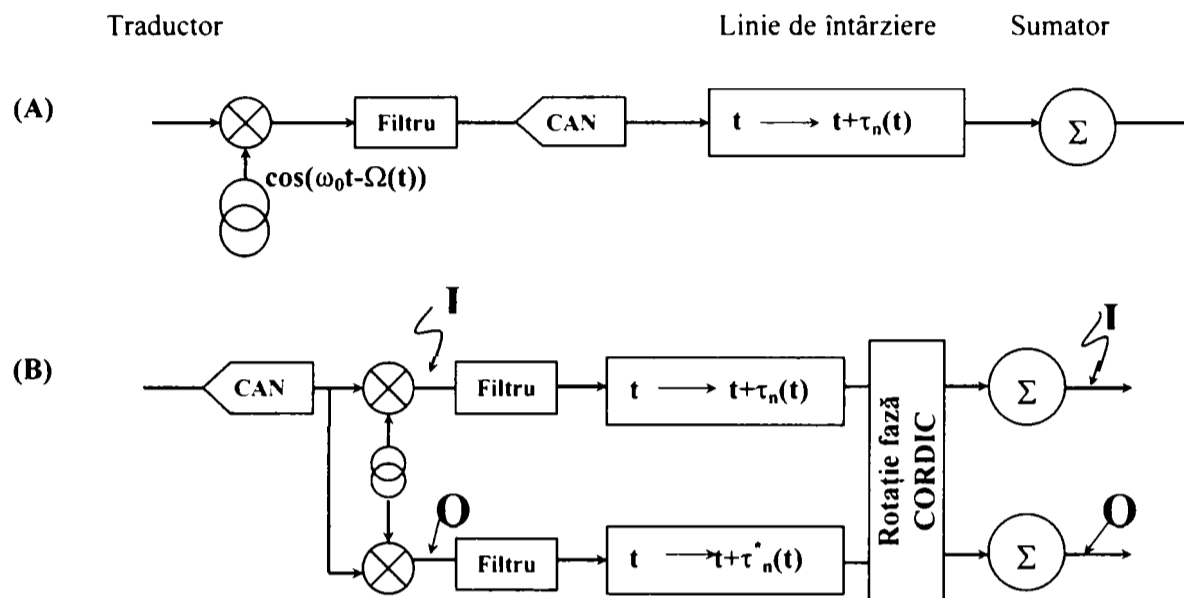 Traductor Linie de întârziere Sumator
(A) Filtru CAN t → t+τₙ(t) Σ
cos(ω₀t-Ω(t))
I I
(B) CAN Filtru t → t+τₙ(t) Σ
Rotație fază
CORDIC
Q Q
Filtru t → t+τ*ₙ(t) Σ